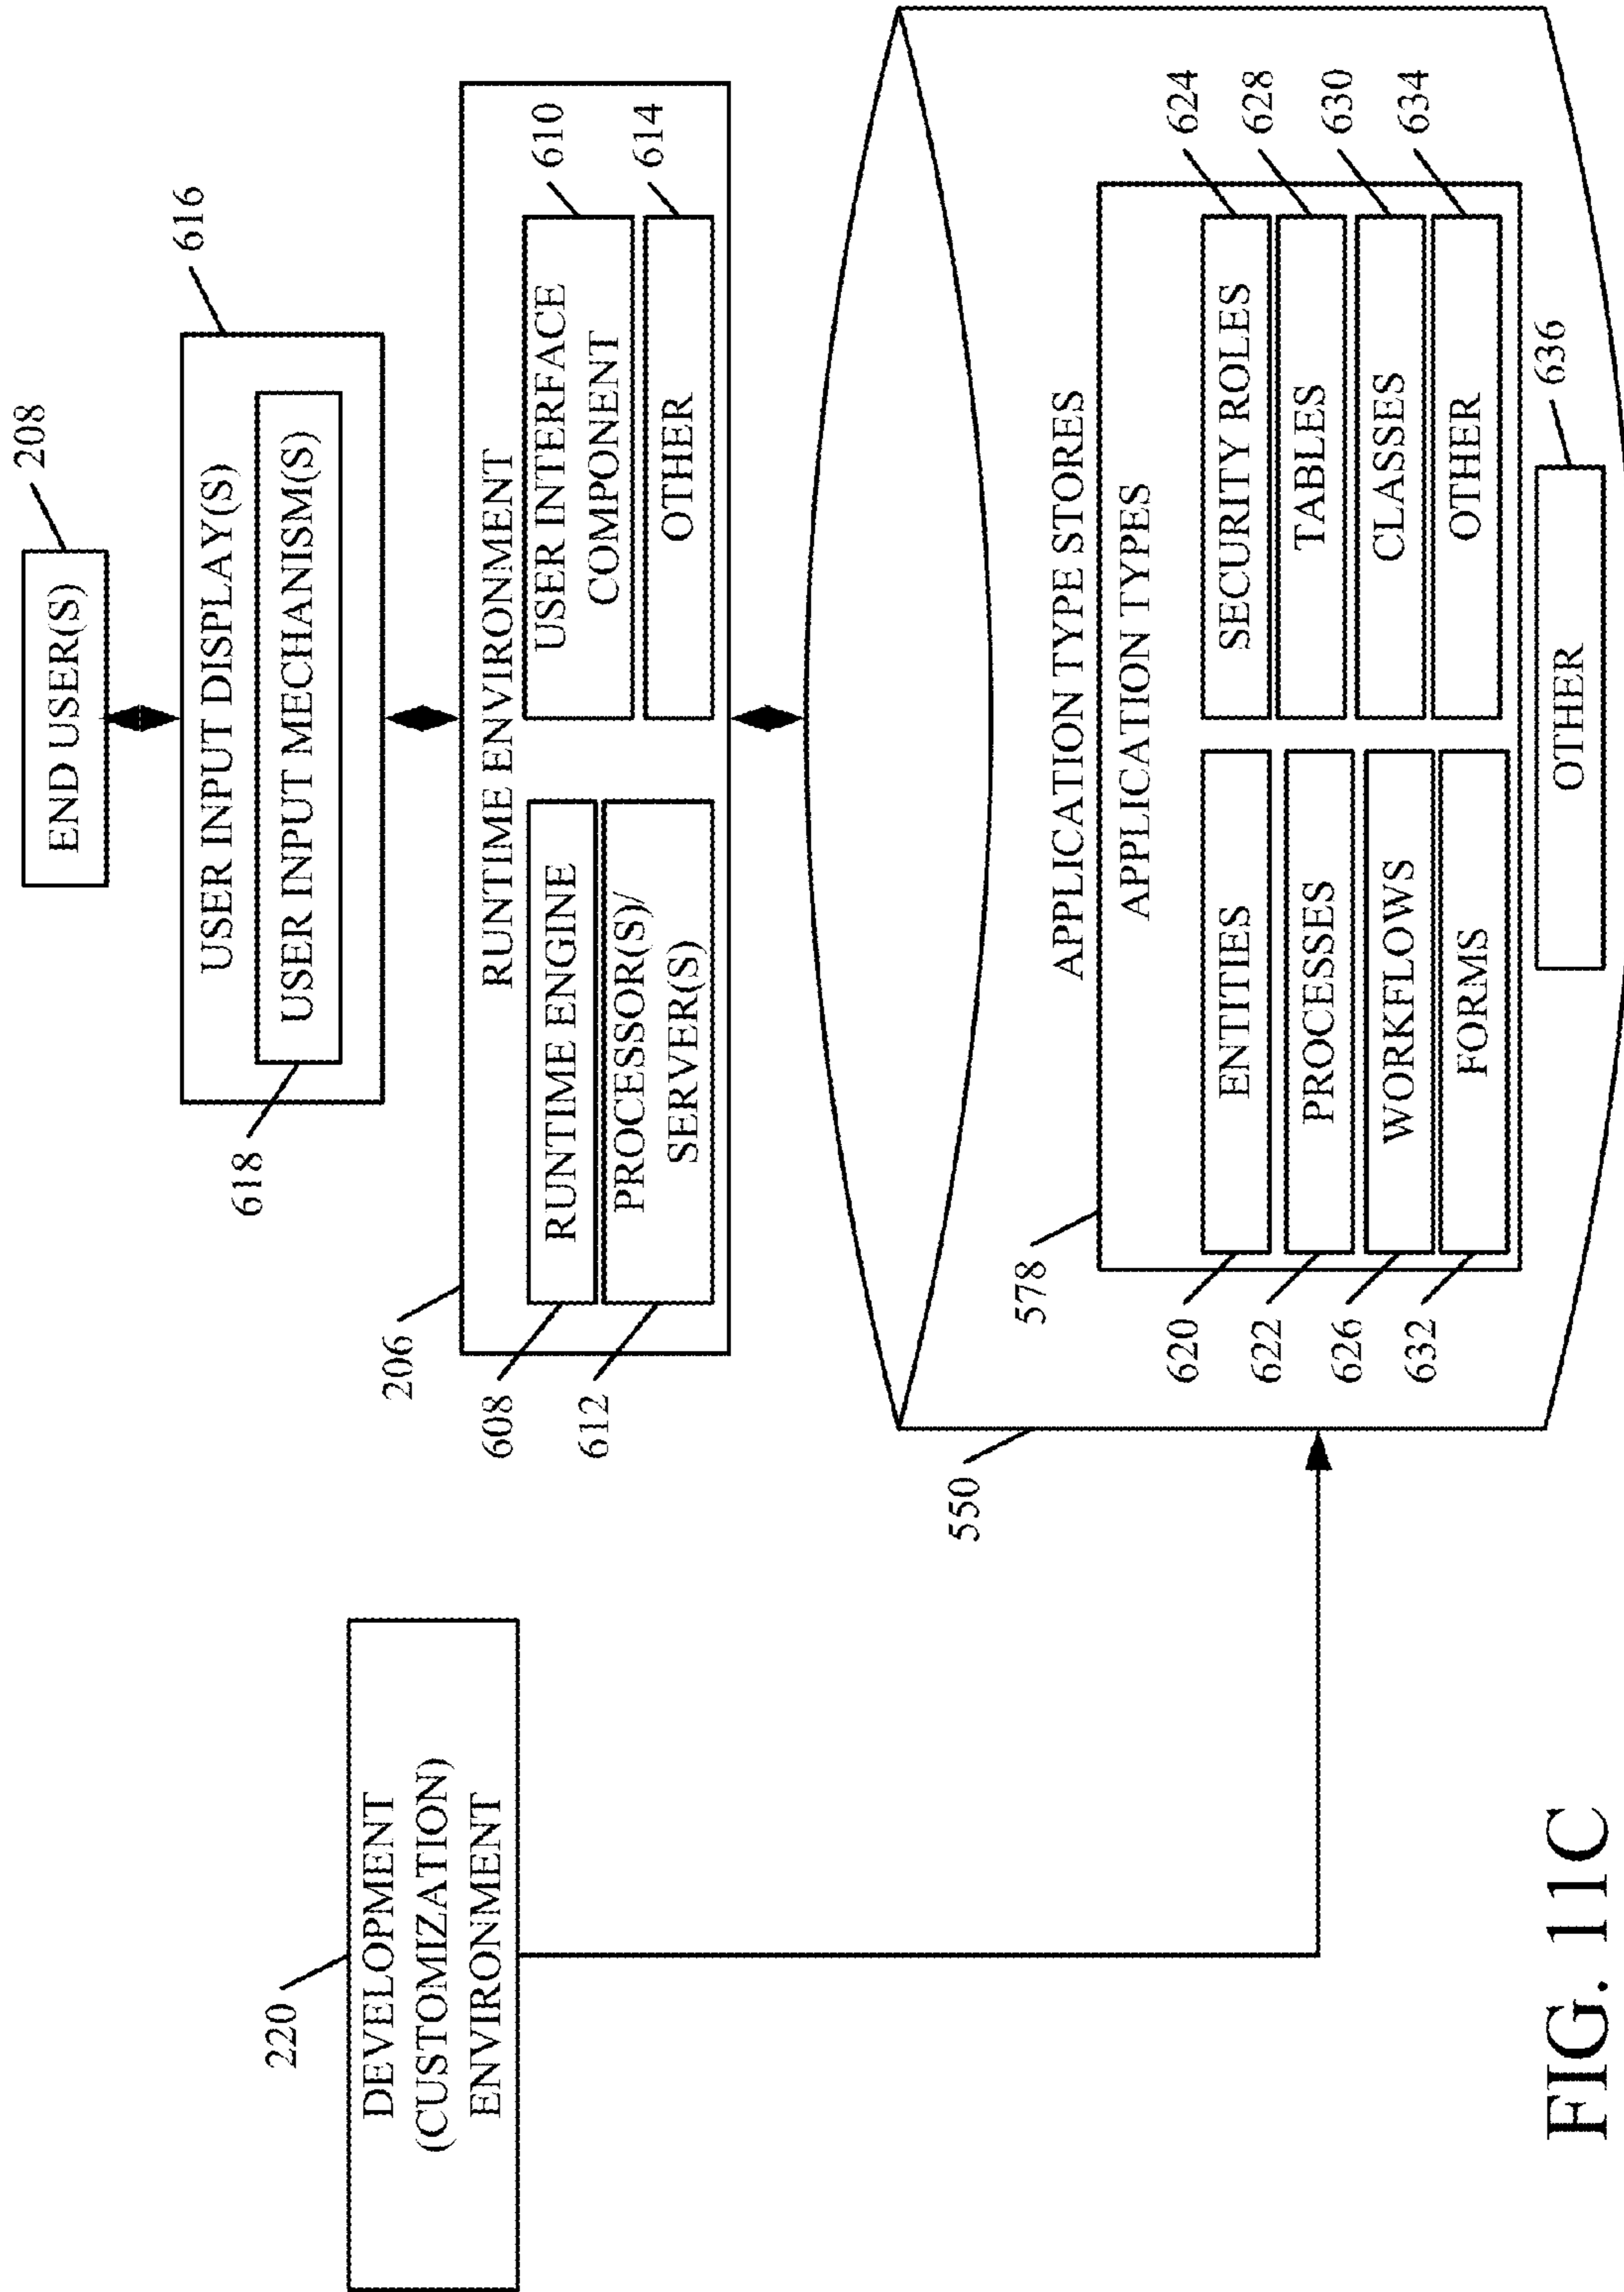 208
END USER(S)
616
USER INPUT DISPLAY(S)
USER INPUT MECHANISM(S)
618
220
DEVELOPMENT
(CUSTOMIZATION)
ENVIRONMENT
206
RUNTIME ENVIRONMENT
608
RUNTIME ENGINE
USER INTERFACE
COMPONENT
610
612
PROCESSOR(S)/
SERVER(S)
OTHER
614
550
APPLICATION TYPE STORES
578
APPLICATION TYPES
620
ENTITIES
SECURITY ROLES
624
622
PROCESSES
TABLES
628
626
WORKFLOWS
CLASSES
630
632
FORMS
OTHER
634
OTHER
636
FIG. 11C